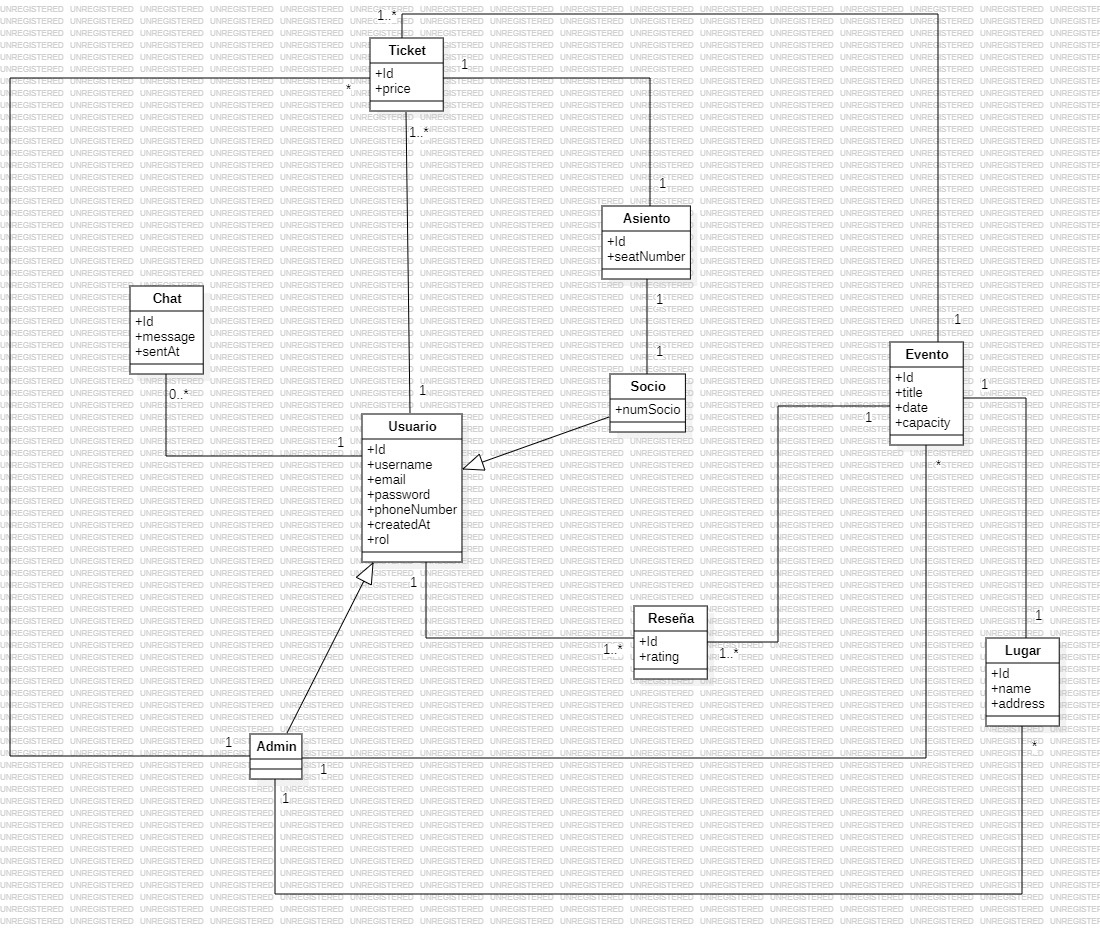 1..*
Ticket
+Id
+price
1
*
1..*
1
Asiento
+Id
+seatNumber
1
Chat
+Id
+message
+sentAt
0..*
1
Evento
+Id
+title
+date
+capacity
1
1
*
1
Socio
+numSocio
1
1
Usuario
+Id
+username
+email
+password
+phoneNumber
+createdAt
+rol
1
1..*
Reseña
+Id
+rating
1..*
1
Lugar
+Id
+name
+address
*
1
Admin
1
1
UNREGISTERED